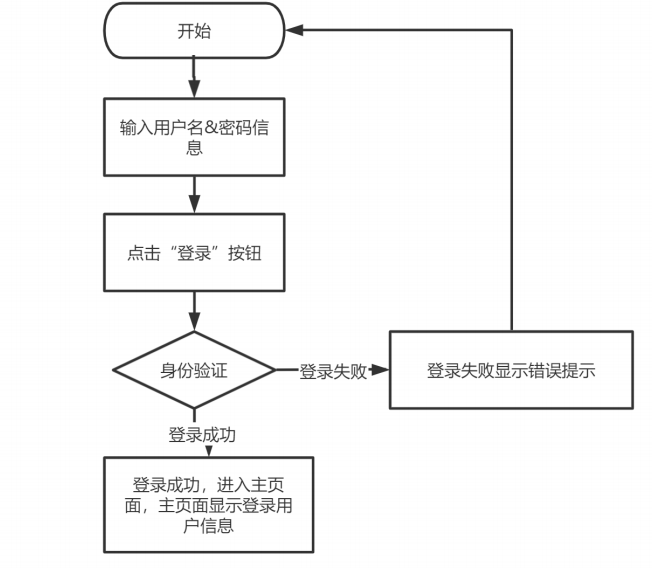 开始
输入用户名&密码信
息
点击“登录”按钮
身份验证
登录失败
登录失败显示错误提示
登录成功
登录成功，进入主页
面，主页面显示登录用
户信息